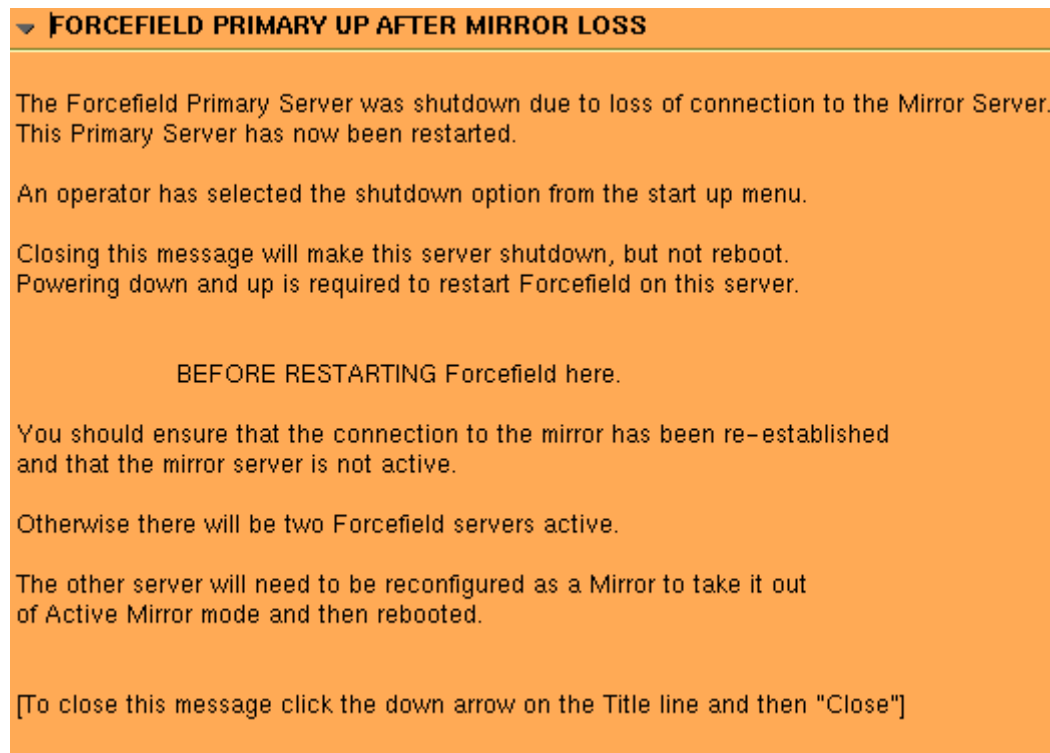 FORCEFIELD PRIMARY UP AFTER MIRROR LOSS
The Forcefield Primary Server was shutdown due to loss of connection to the Mirror Server.
This Primary Server has now been restarted.
An operator has selected the shutdown option from the start up menu.
Closing this message will make this server shutdown, but not reboot.
Powering down and up is required to restart Forcefield on this server.
BEFORE RESTARTING Forcefield here.
You should ensure that the connection to the mirror has been re-established
and that the mirror server is not active.
Otherwise there will be two Forcefield servers active.
The other server will need to be reconfigured as a Mirror to take it out
of Active Mirror mode and then rebooted.
[To close this message click the down arrow on the Title line and then "Close"]